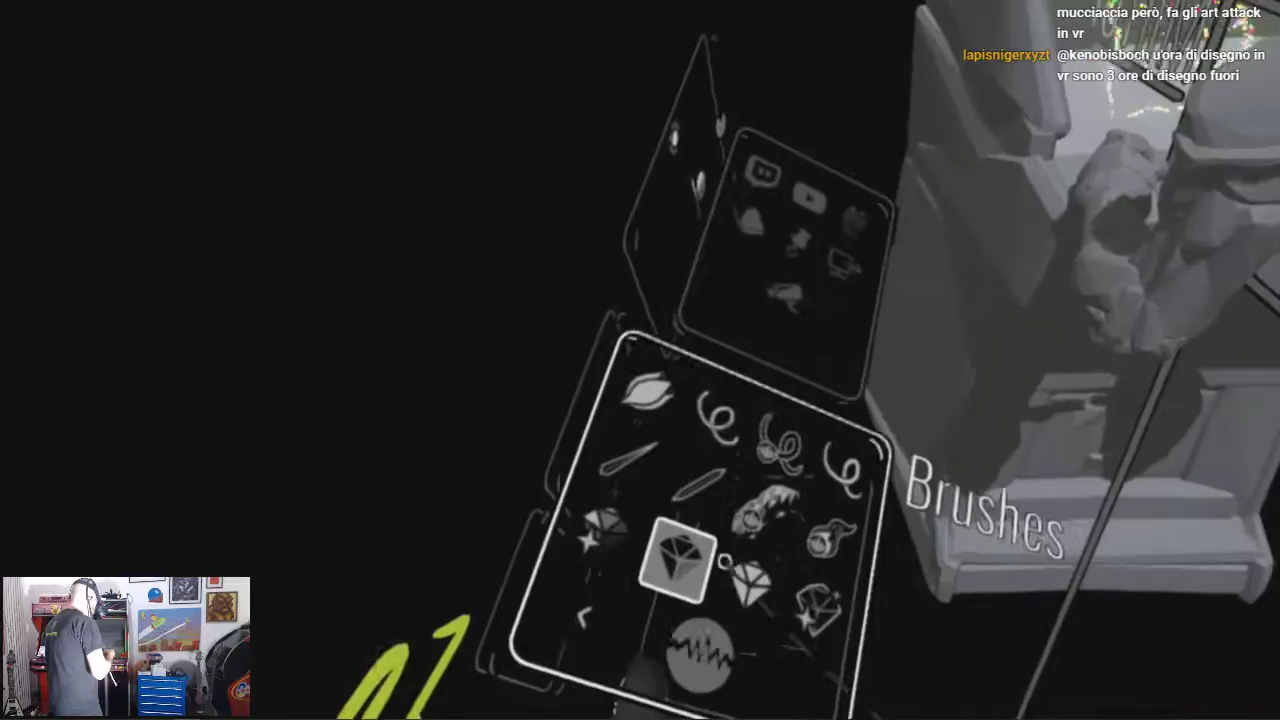 mucciaccia però, fa gli art attack
in vr
lapisnigerxyzt @kenobisboch u'ora di disegno in
vr sono 3 ore di disegno fuori
Brushes